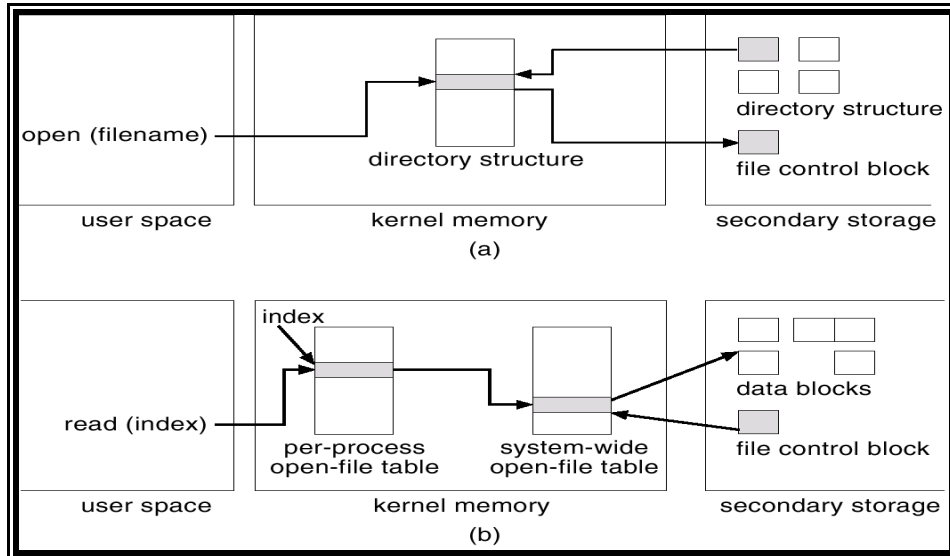 open (filename)
directory structure
directory structure
file control block
user space
kernel memory
secondary storage
(a)
index
read (index)
per-process
open-file table
system-wide
open-file table
data blocks
file control block
user space
kernel memory
secondary storage
(b)